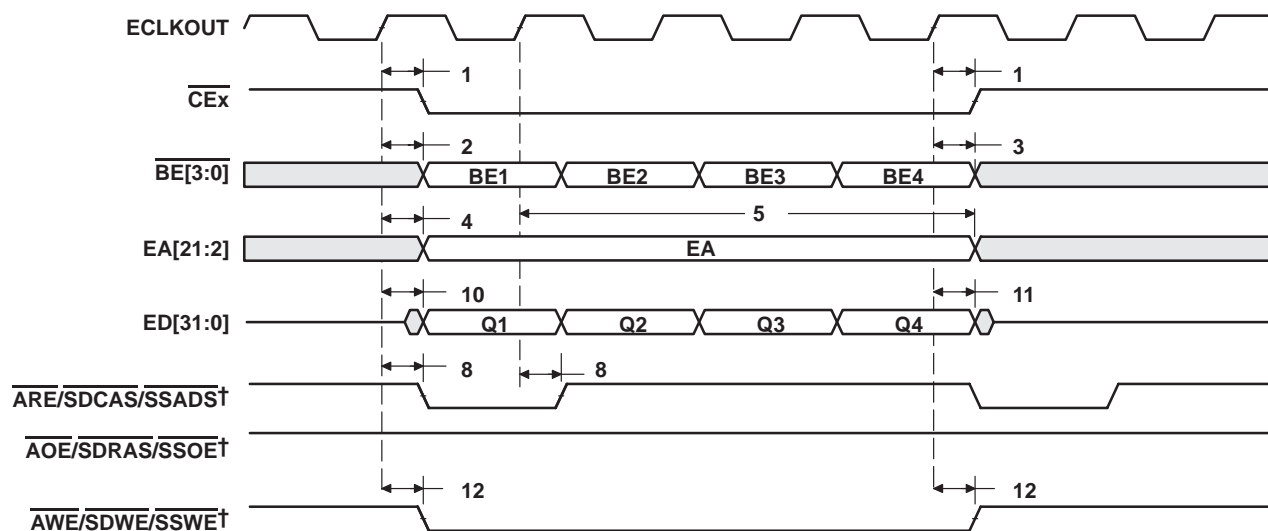 ECLKOUT
1 1
CEx
2 3
BE[3:0] BE1 BE2 BE3 BE4
4 5
EA[21:2] EA
10 11
ED[31:0] Q1 Q2 Q3 Q4
8 8
ARE/SDCAS/SSADS†
AOE/SDRAS/SSOE†
12 12
AWE/SDWE/SSWE†